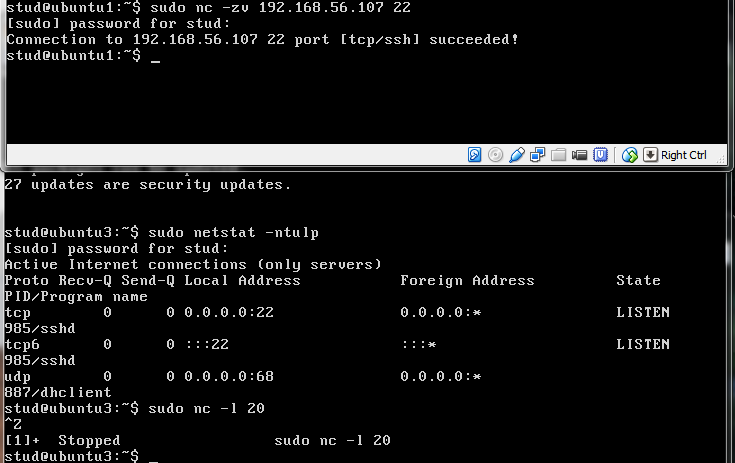 stud@ubuntu1:~$ sudo nc -zv 192.168.56.107 22
[sudo] password for stud:
Connection to 192.168.56.107 22 port [tcp/ssh] succeeded!
stud@ubuntu1:~$ _
Right Ctrl
27 updates are security updates.
stud@ubuntu3:~$ sudo netstat -ntulp
[sudo] password for stud:
Active Internet connections (only servers)
Proto Recv-Q Send-Q Local Address Foreign Address State
PID/Program name
tcp 0 0 0.0.0.0:22 0.0.0.0:* LISTEN
985/sshd
tcp6 0 0 :::22 :::* LISTEN
985/sshd
udp 0 0 0.0.0.0:68 0.0.0.0:*
887/dhclient
stud@ubuntu3:~$ sudo nc -l 20
^Z
[1]+ Stopped sudo nc -l 20
stud@ubuntu3:~$ _